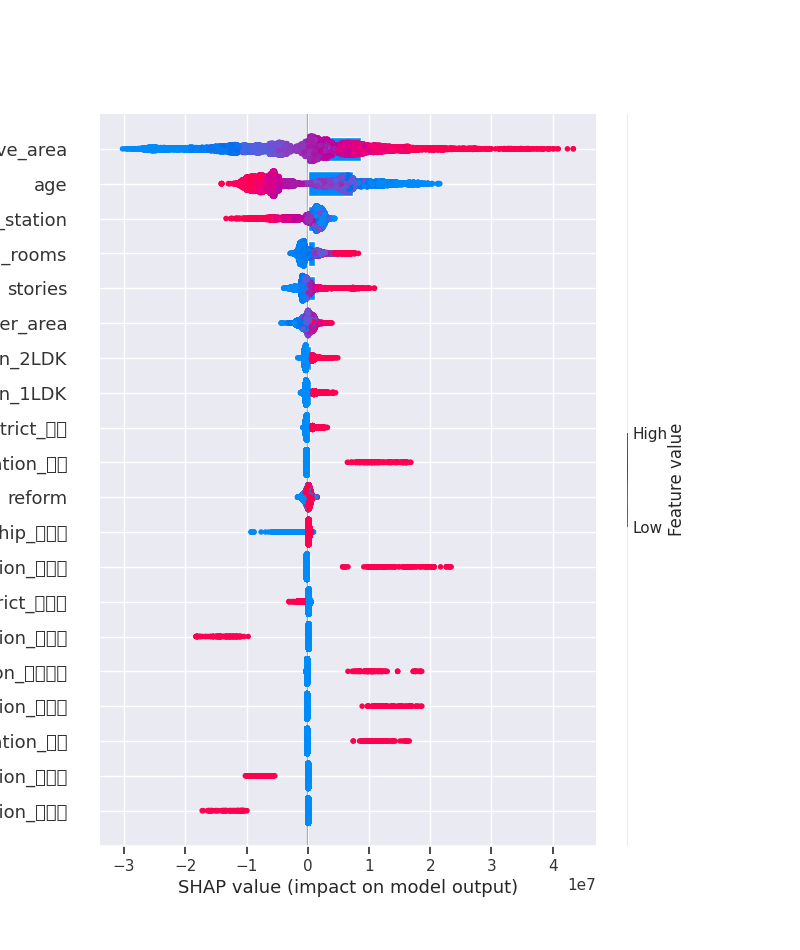 ve_area
age
_station
_rooms
stories
er_area
n_2LDK
n_1LDK
trict_
ation_
reform
hip_
ion_
rict_
ion_
on_
ion_
ation_
ion_
ion_
−3 −2 −1 0 1 2 3 4
1e7
SHAP value (impact on model output)
High
Low
Feature value